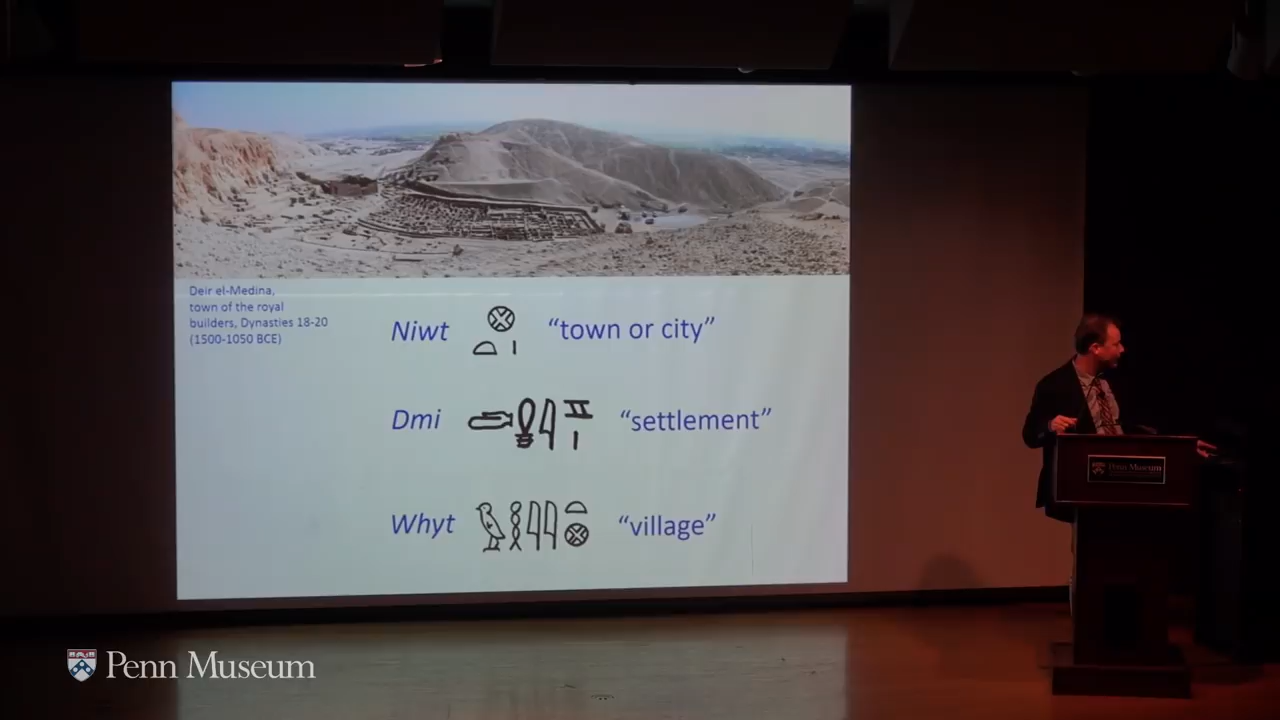 Deir el-Medina,
town of the royal
builders, Dynasties 18-20
(1500-1050 BCE)
Niwt 𓊖𓏏𓏤 “town or city”
Dmi “settlement”
Whyt “village”
Penn Museum
Penn Museum